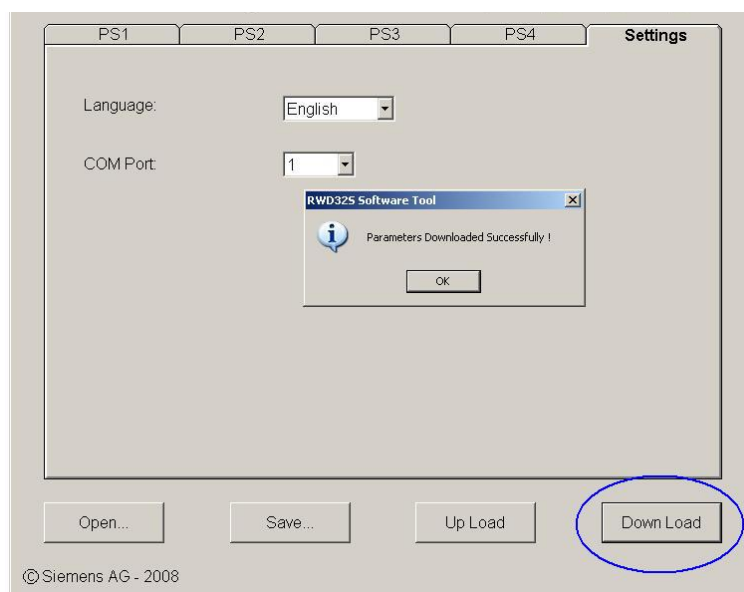 PS1 PS2 PS3 PS4 Settings
Language: English
COM Port: 1
RWD32S Software Tool
Parameters Downloaded Successfully !
OK
Open... Save... Up Load Down Load
© Siemens AG - 2008